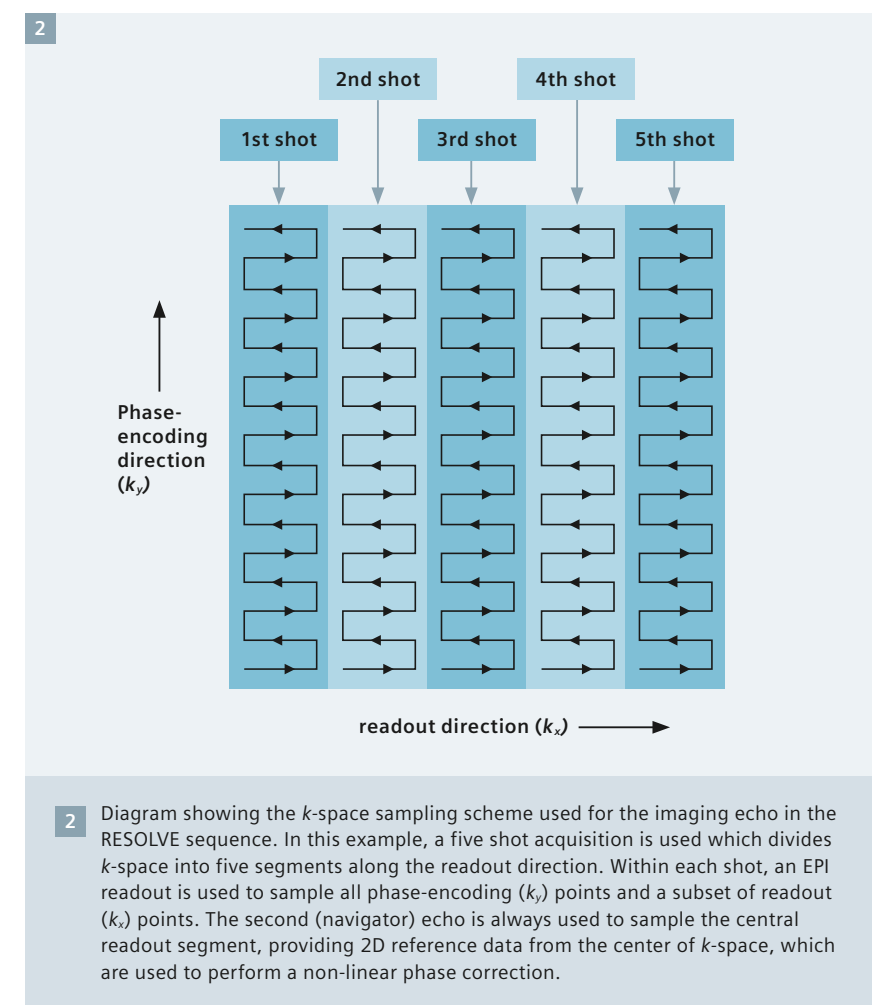 2
2nd shot
4th shot
1st shot
3rd shot
5th shot
Phase-
encoding
direction
(ky)
readout direction (kx)
2
Diagram showing the k-space sampling scheme used for the imaging echo in the
RESOLVE sequence. In this example, a five shot acquisition is used which divides
k-space into five segments along the readout direction. Within each shot, an EPI
readout is used to sample all phase-encoding (ky) points and a subset of readout
(kx) points. The second (navigator) echo is always used to sample the central
readout segment, providing 2D reference data from the center of k-space, which
are used to perform a non-linear phase correction.